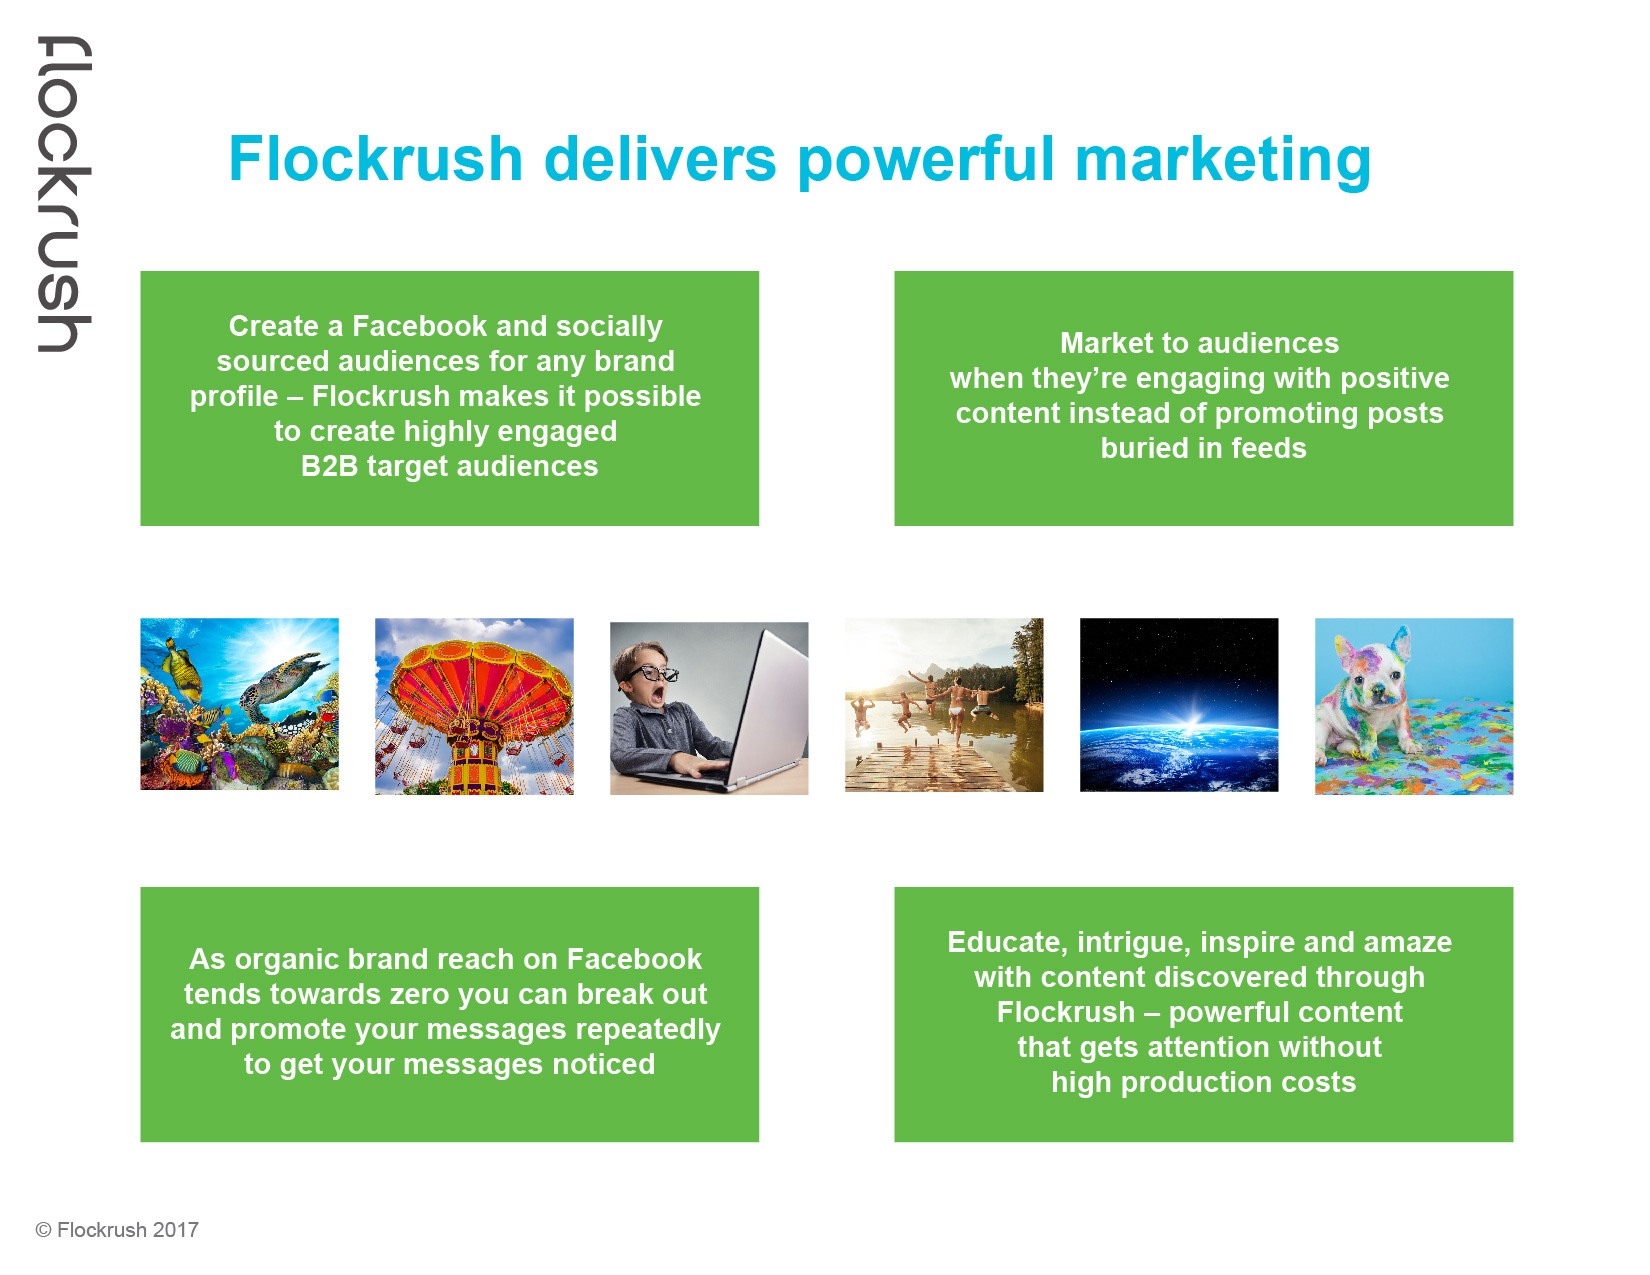 flockrush
Flockrush delivers powerful marketing
Create a Facebook and socially
sourced audiences for any brand
profile – Flockrush makes it possible
to create highly engaged
B2B target audiences
Market to audiences
when they’re engaging with positive
content instead of promoting posts
buried in feeds
As organic brand reach on Facebook
tends towards zero you can break out
and promote your messages repeatedly
to get your messages noticed
Educate, intrigue, inspire and amaze
with content discovered through
Flockrush – powerful content
that gets attention without
high production costs
© Flockrush 2017